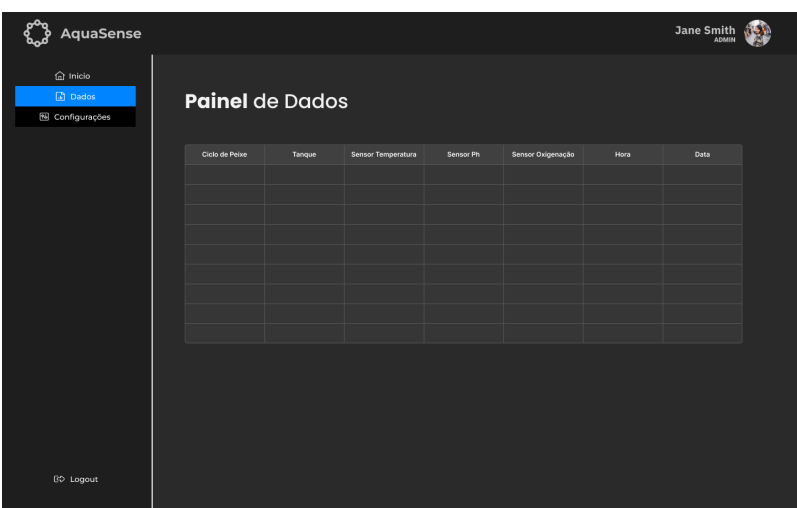 AquaSense
Jane Smith
ADMIN
Inicio
Dados
Configurações
Painel de Dados
Ciclo de Peixe Tanque Sensor Temperatura Sensor Ph Sensor Oxigenação Hora Data
Logout